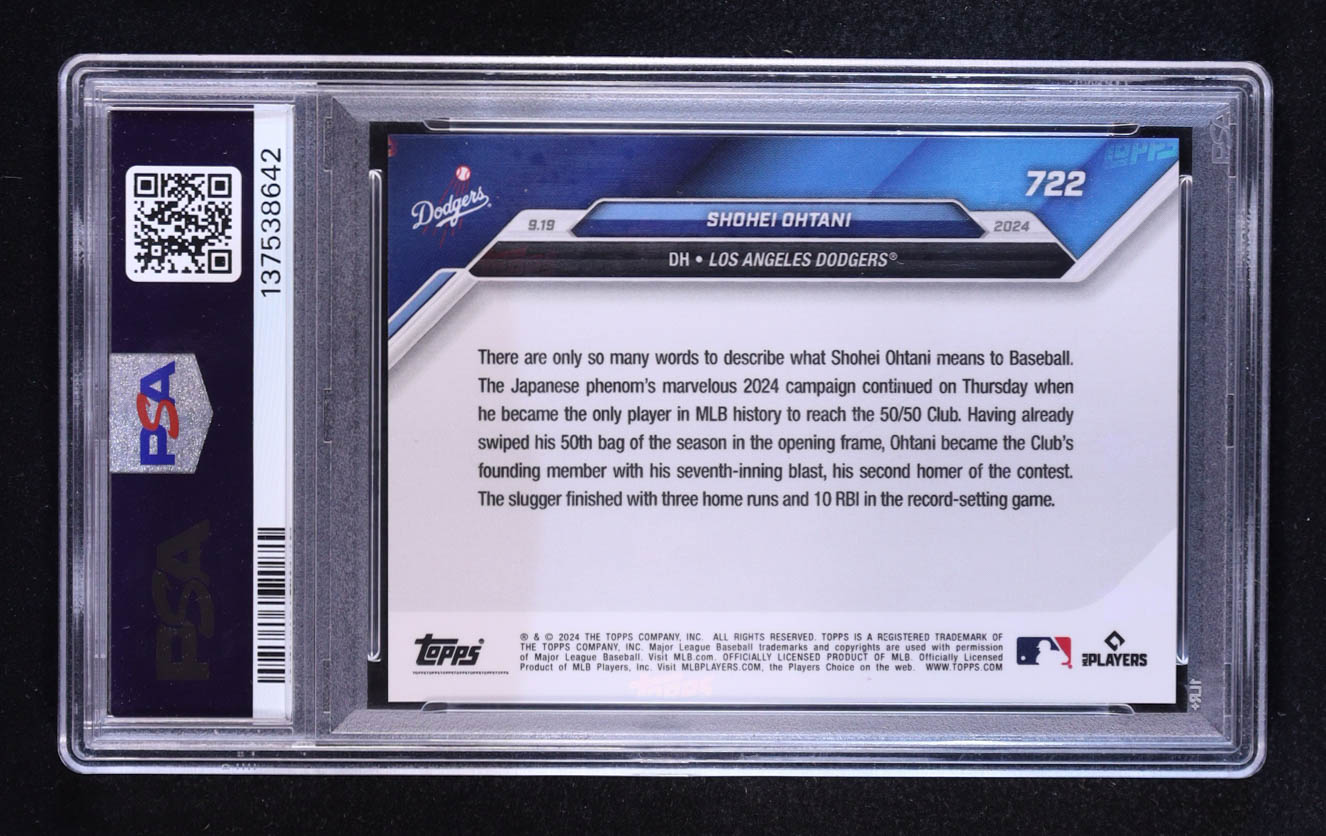 137538642
PSA
PSA
Dodgers
TOPPS
722
9.19
SHOHEI OHTANI
2024
DH • LOS ANGELES DODGERS®
There are only so many words to describe what Shohei Ohtani means to Baseball.
The Japanese phenom's marvelous 2024 campaign continued on Thursday when
he became the only player in MLB history to reach the 50/50 Club. Having already
swiped his 50th bag of the season in the opening frame, Ohtani became the Club's
founding member with his seventh-inning blast, his second homer of the contest.
The slugger finished with three home runs and 10 RBI in the record-setting game.
Topps®
® & © 2024 THE TOPPS COMPANY, INC. ALL RIGHTS RESERVED. TOPPS IS A REGISTERED TRADEMARK OF
THE TOPPS COMPANY, INC. Major League Baseball trademarks and copyrights are used with permission
of Major League Baseball. Visit MLB.com. OFFICIALLY LICENSED PRODUCT OF MLB. Officially Licensed
Product of MLB Players, Inc. Visit MLBPLAYERS.COM, the Players Choice on the web. WWW.TOPPS.COM
MLB PLAYERS
PSA